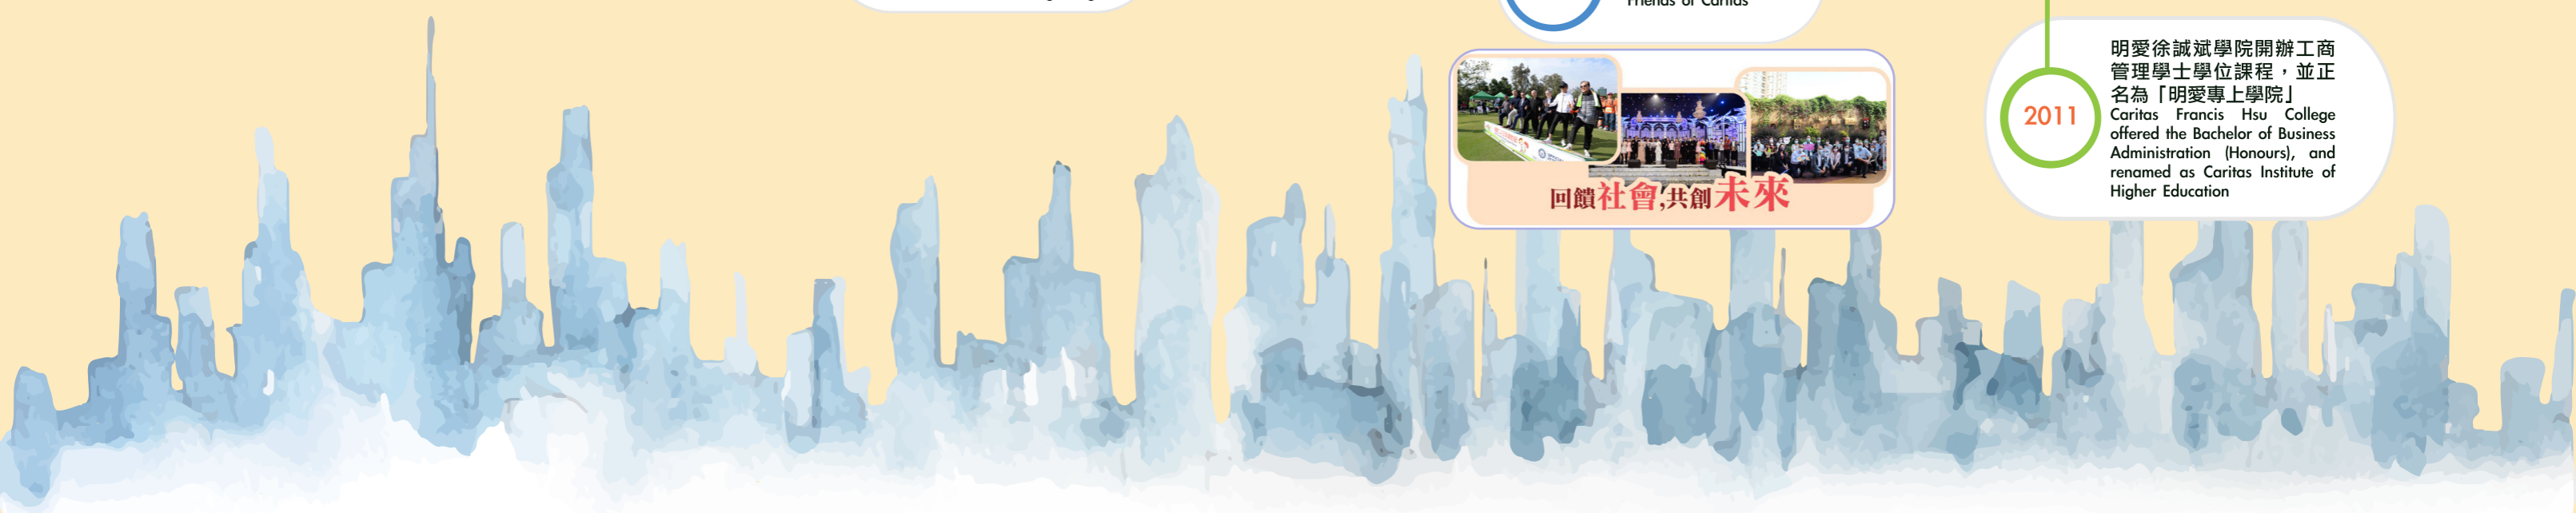 Friends of Caritas
回饋社會,共創未來
2011
明愛徐誠斌學院開辦工商
管理學士學位課程，並正
名為「明愛專上學院」
Caritas Francis Hsu College
offered the Bachelor of Business
Administration (Honours), and
renamed as Caritas Institute of
Higher Education